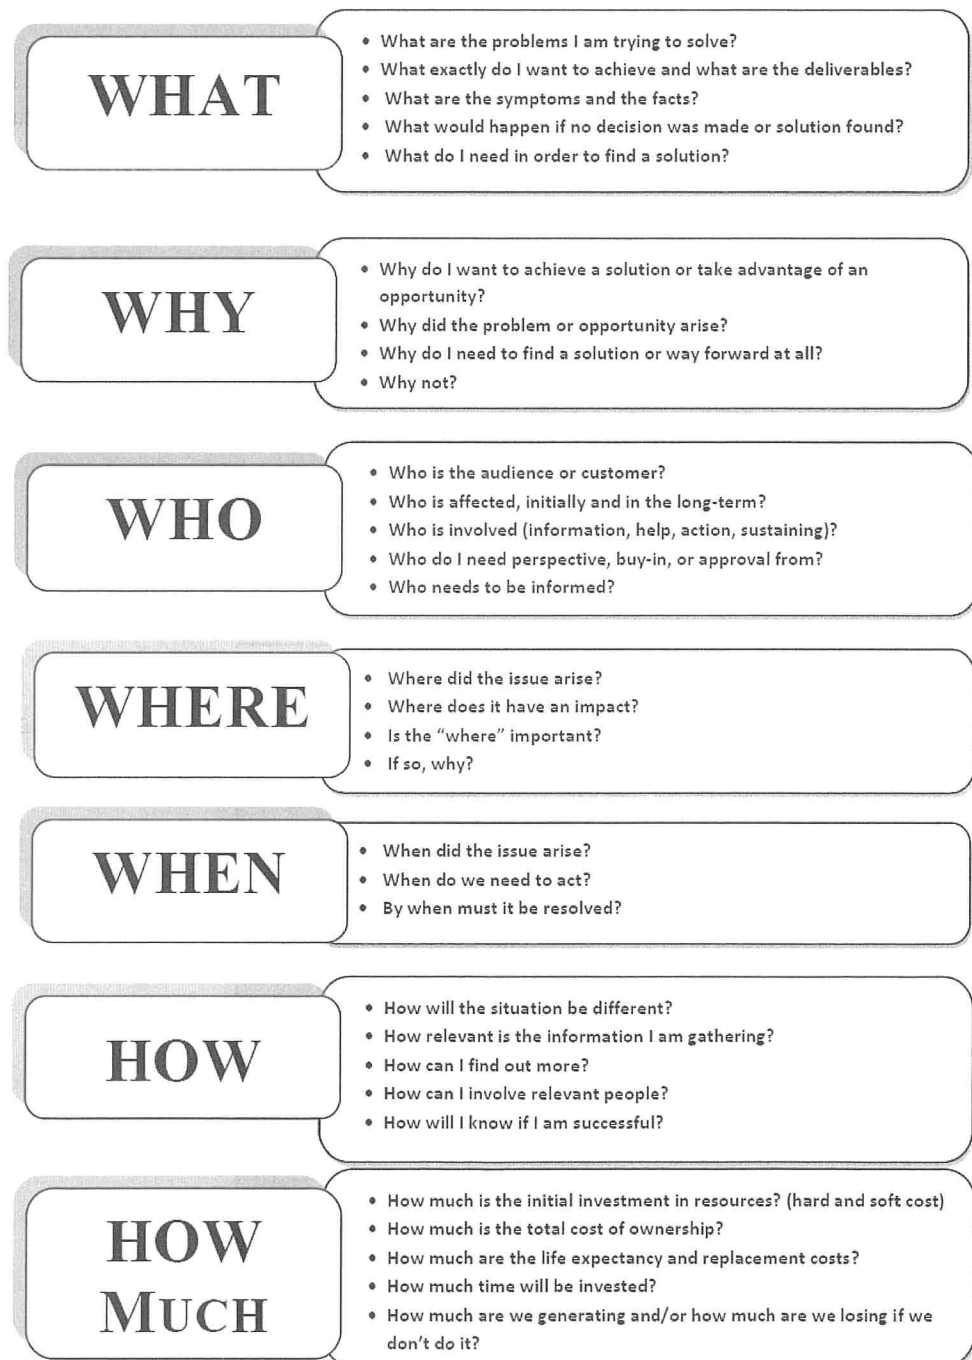 WHAT
• What are the problems I am trying to solve?
• What exactly do I want to achieve and what are the deliverables?
• What are the symptoms and the facts?
• What would happen if no decision was made or solution found?
• What do I need in order to find a solution?
WHY
• Why do I want to achieve a solution or take advantage of an
opportunity?
• Why did the problem or opportunity arise?
• Why do I need to find a solution or way forward at all?
• Why not?
WHO
• Who is the audience or customer?
• Who is affected, initially and in the long-term?
• Who is involved (information, help, action, sustaining)?
• Who do I need perspective, buy-in, or approval from?
• Who needs to be informed?
WHERE
• Where did the issue arise?
• Where does it have an impact?
• Is the “where” important?
• If so, why?
WHEN
• When did the issue arise?
• When do we need to act?
• By when must it be resolved?
HOW
• How will the situation be different?
• How relevant is the information I am gathering?
• How can I find out more?
• How can I involve relevant people?
• How will I know if I am successful?
HOW
MUCH
• How much is the initial investment in resources? (hard and soft cost)
• How much is the total cost of ownership?
• How much are the life expectancy and replacement costs?
• How much time will be invested?
• How much are we generating and/or how much are we losing if we
don’t do it?